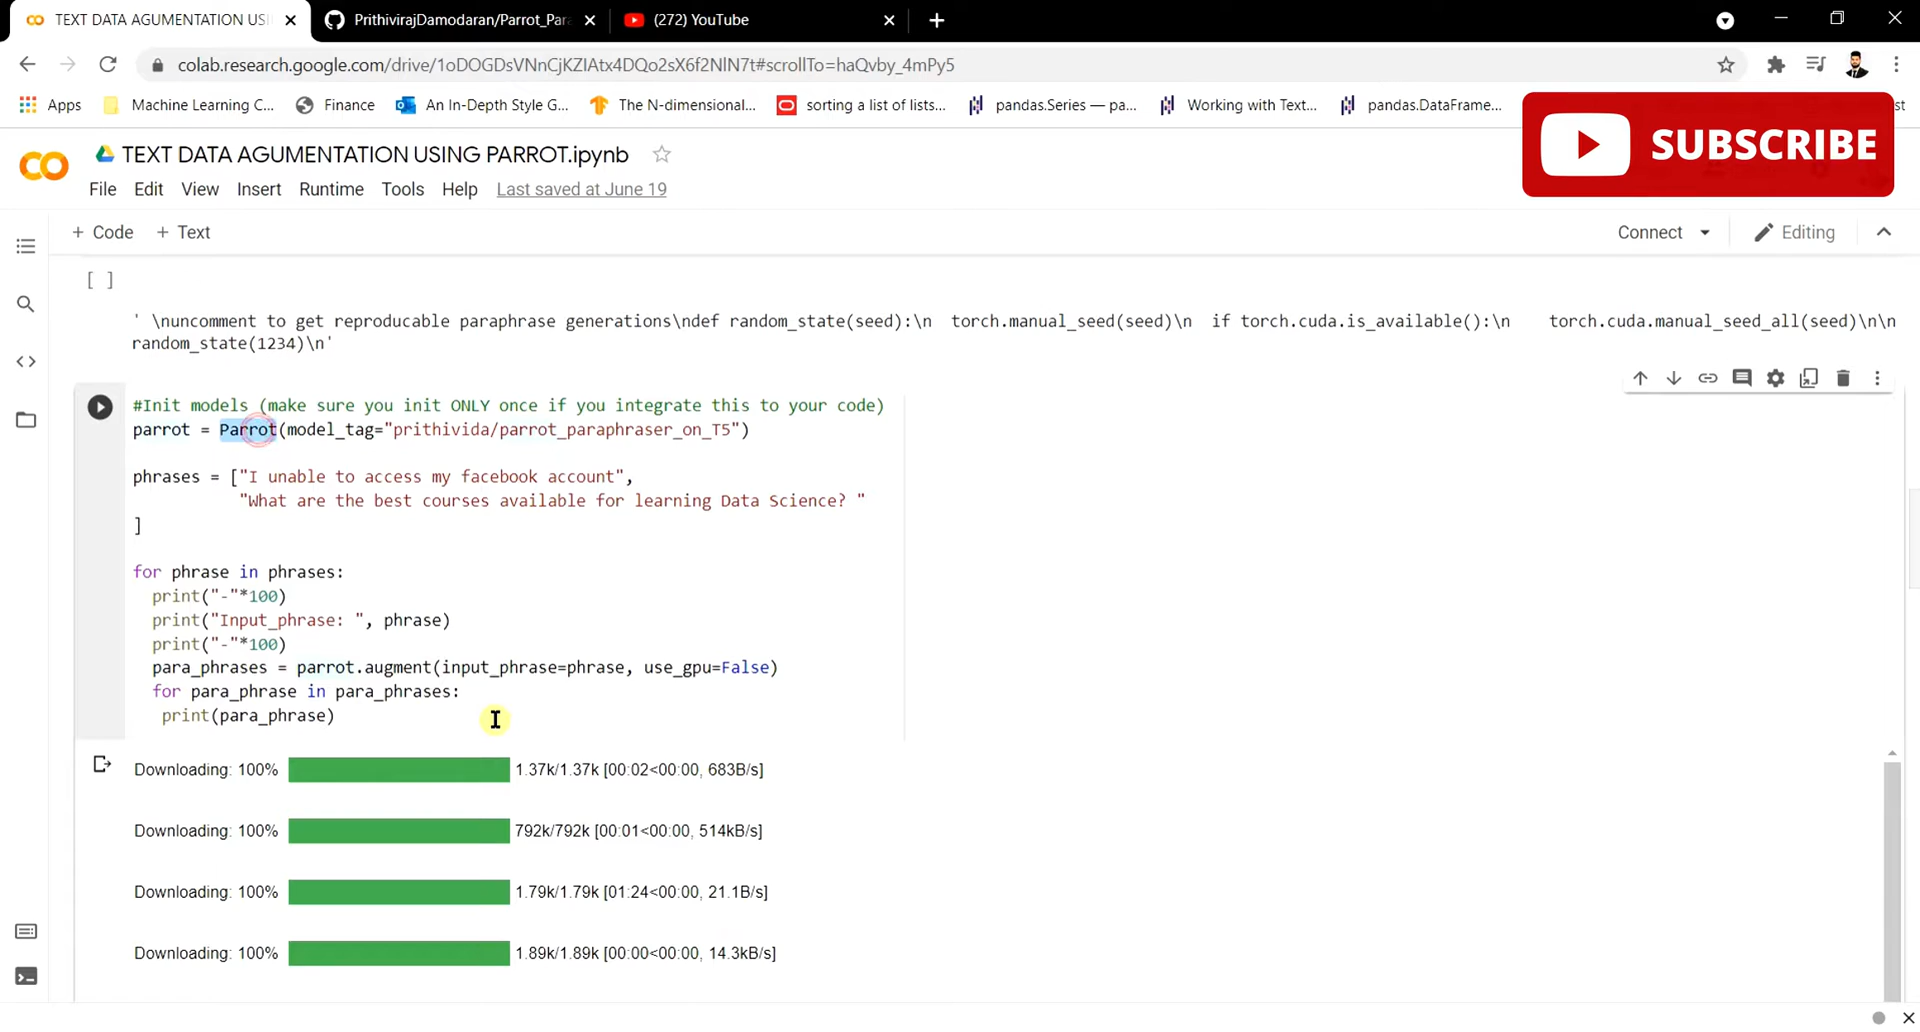 TEXT DATA AGUMENTATION USI
PrithivirajDamodaran/Parrot_Par
(272) YouTube
colab.research.google.com/drive/1oDOGDsVNnCjKZIAtx4DQo2sX6f2NlN7t#scrollTo=haQvby_4mPy5
Apps
Machine Learning C...
Finance
An In-Depth Style G...
The N-dimensional...
sorting a list of lists...
pandas.Series — pa...
Working with Text...
pandas.DataFrame...
SUBSCRIBE
CO
TEXT DATA AGUMENTATION USING PARROT.ipynb
File Edit View Insert Runtime Tools Help Last saved at June 19
+ Code + Text
Connect
Editing
[ ]
' \nuncomment to get reproducable paraphrase generations\ndef random_state(seed):\n  torch.manual_seed(seed)\n  if torch.cuda.is_available():\n    torch.cuda.manual_seed_all(seed)\n\n
random_state(1234)\n'
#Init models (make sure you init ONLY once if you integrate this to your code)
parrot = Parrot(model_tag="prithivida/parrot_paraphraser_on_T5")
phrases = ["I unable to access my facebook account",
"What are the best courses available for learning Data Science? "
]
for phrase in phrases:
print("-"*100)
print("Input_phrase: ", phrase)
print("-"*100)
para_phrases = parrot.augment(input_phrase=phrase, use_gpu=False)
for para_phrase in para_phrases:
print(para_phrase)
Downloading: 100% 1.37k/1.37k [00:02<00:00, 683B/s]
Downloading: 100% 792k/792k [00:01<00:00, 514kB/s]
Downloading: 100% 1.79k/1.79k [01:24<00:00, 21.1B/s]
Downloading: 100% 1.89k/1.89k [00:00<00:00, 14.3kB/s]